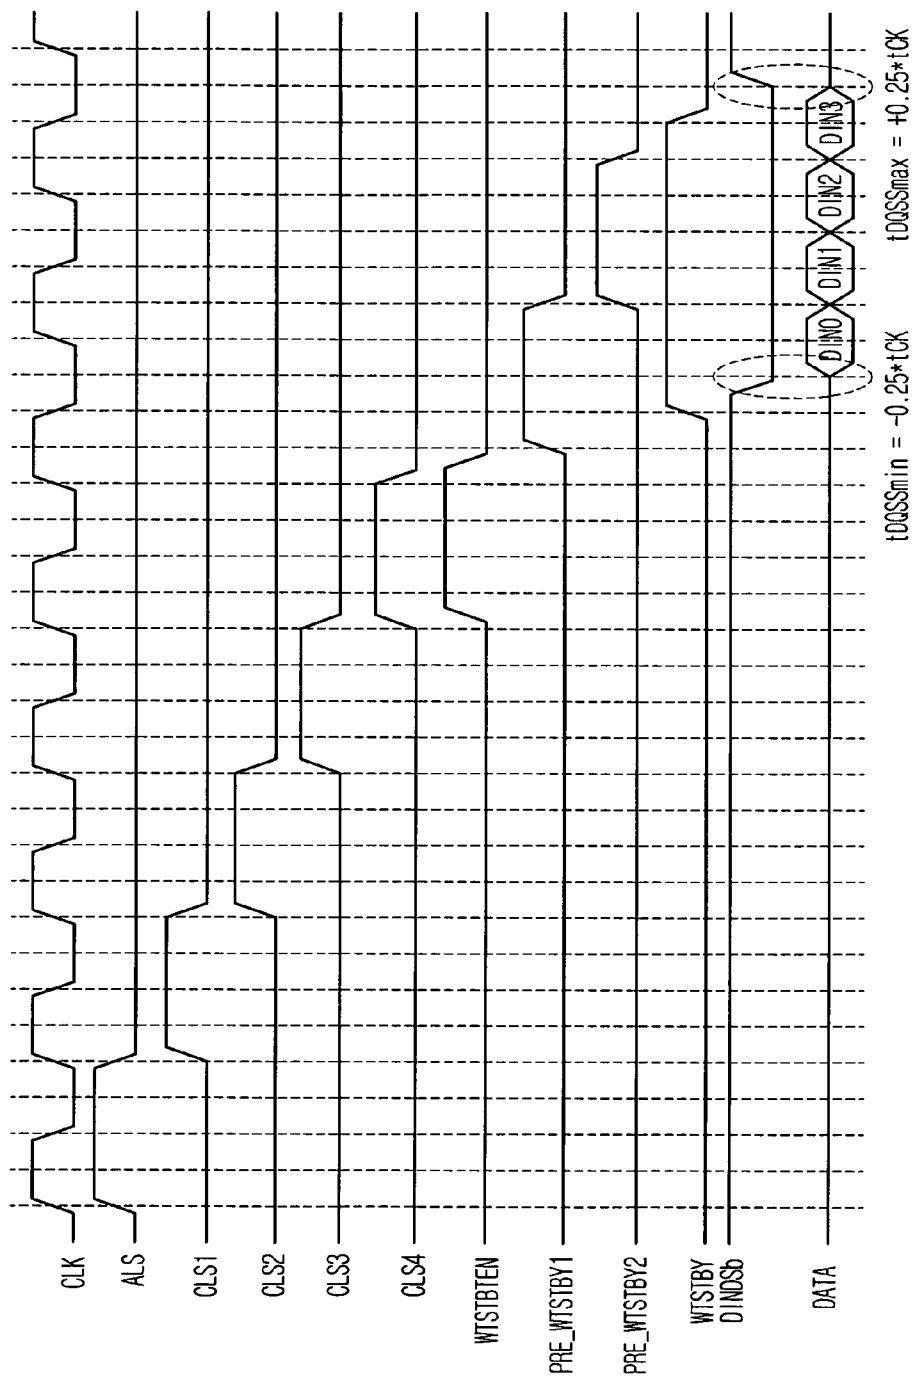 CLK
ALS
CLS1
CLS2
CLS3
CLS4
WTSTBTEN
PRE_WTSTBY1
PRE_WTSTBY2
WTSTBY
DINDSb
DATA
DIN0
DIN1
DIN2
DIN3
tDQSSmin = -0.25*tCK
tDQSSmax = +0.25*tCK